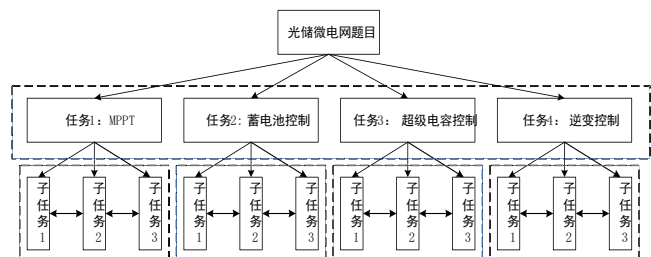 光储微电网题目
任务1：MPPT
任务2: 蓄电池控制
任务3： 超级电容控制
任务4：逆变控制
子任务1
子任务2
子任务3
子任务1
子任务2
子任务3
子任务1
子任务2
子任务3
子任务1
子任务2
子任务3